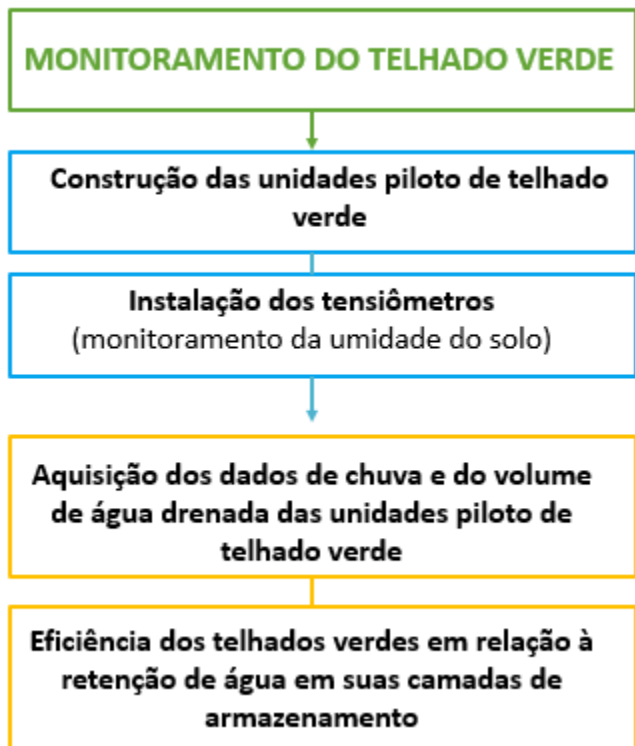 MONITORAMENTO DO TELHADO VERDE
Construção das unidades piloto de telhado
verde
Instalação dos tensiômetros
(monitoramento da umidade do solo)
Aquisição dos dados de chuva e do volume
de água drenada das unidades piloto de
telhado verde
Eficiência dos telhados verdes em relação à
retenção de água em suas camadas de
armazenamento